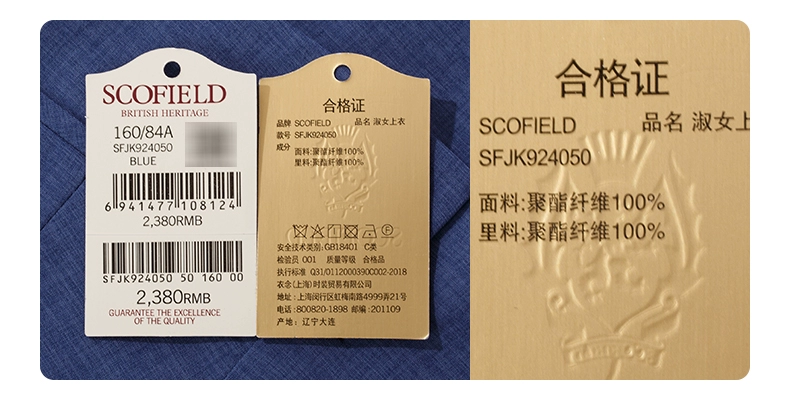 SCOFIELD
BRITISH HERITAGE
160/84A
SFJK924050
BLUE
6 941477 108124
2,380RMB
SFJK924050 50 160 00
2,380RMB
GUARANTEE THE EXCELLENCE
OF THE QUALITY
合格证
品牌 SCOFIELD 品名 淑女上衣
款号 SFJK924050
成分 面料:聚酯纤维100%
里料:聚酯纤维100%
安全技术类别:GB18401 C类
检验员 001 质量等级 合格品
执行标准 Q31/0112000390C002-2018
衣念(上海)时装贸易有限公司
地址:上海闵行区虹梅南路4999弄21号
电话:800820-1898 邮编:201109
产地: 辽宁大连
合格证
SCOFIELD 品名 淑女上
SFJK924050
面料:聚酯纤维100%
里料:聚酯纤维100%